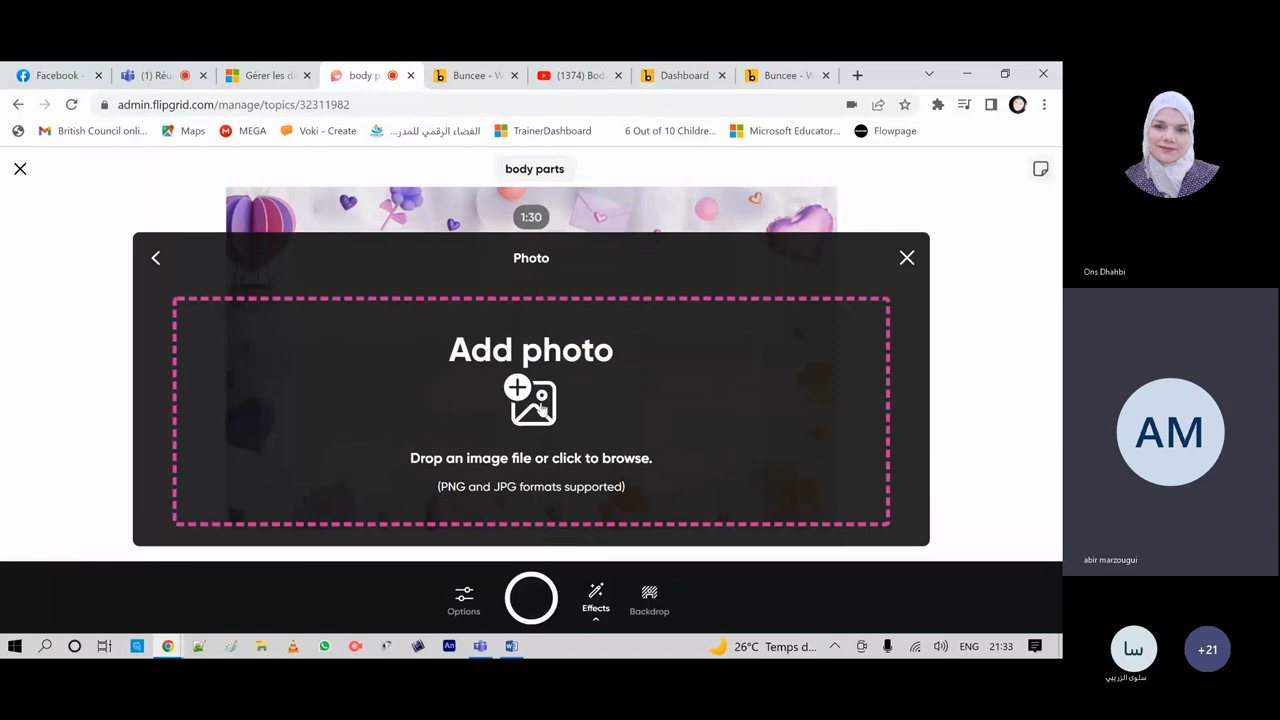 Facebook -
(1) Réu
Gérer les d
body p
Buncee - W
(1374) Bod
Dashboard
Buncee - W
admin.flipgrid.com/manage/topics/32311982
British Council onli...
Maps
MEGA
Voki - Create
الفضاء الرقمي للمدر...
TrainerDashboard
6 Out of 10 Childre...
Microsoft Educator...
Flowpage
body parts
1:30
Photo
Add photo
Drop an image file or click to browse.
(PNG and JPG formats supported)
Options
Effects
Backdrop
An
26°C Temps d...
ENG
21:33
Ons Dhahbi
AM
abir marzougui
سا
+21
سلوى الزريبي